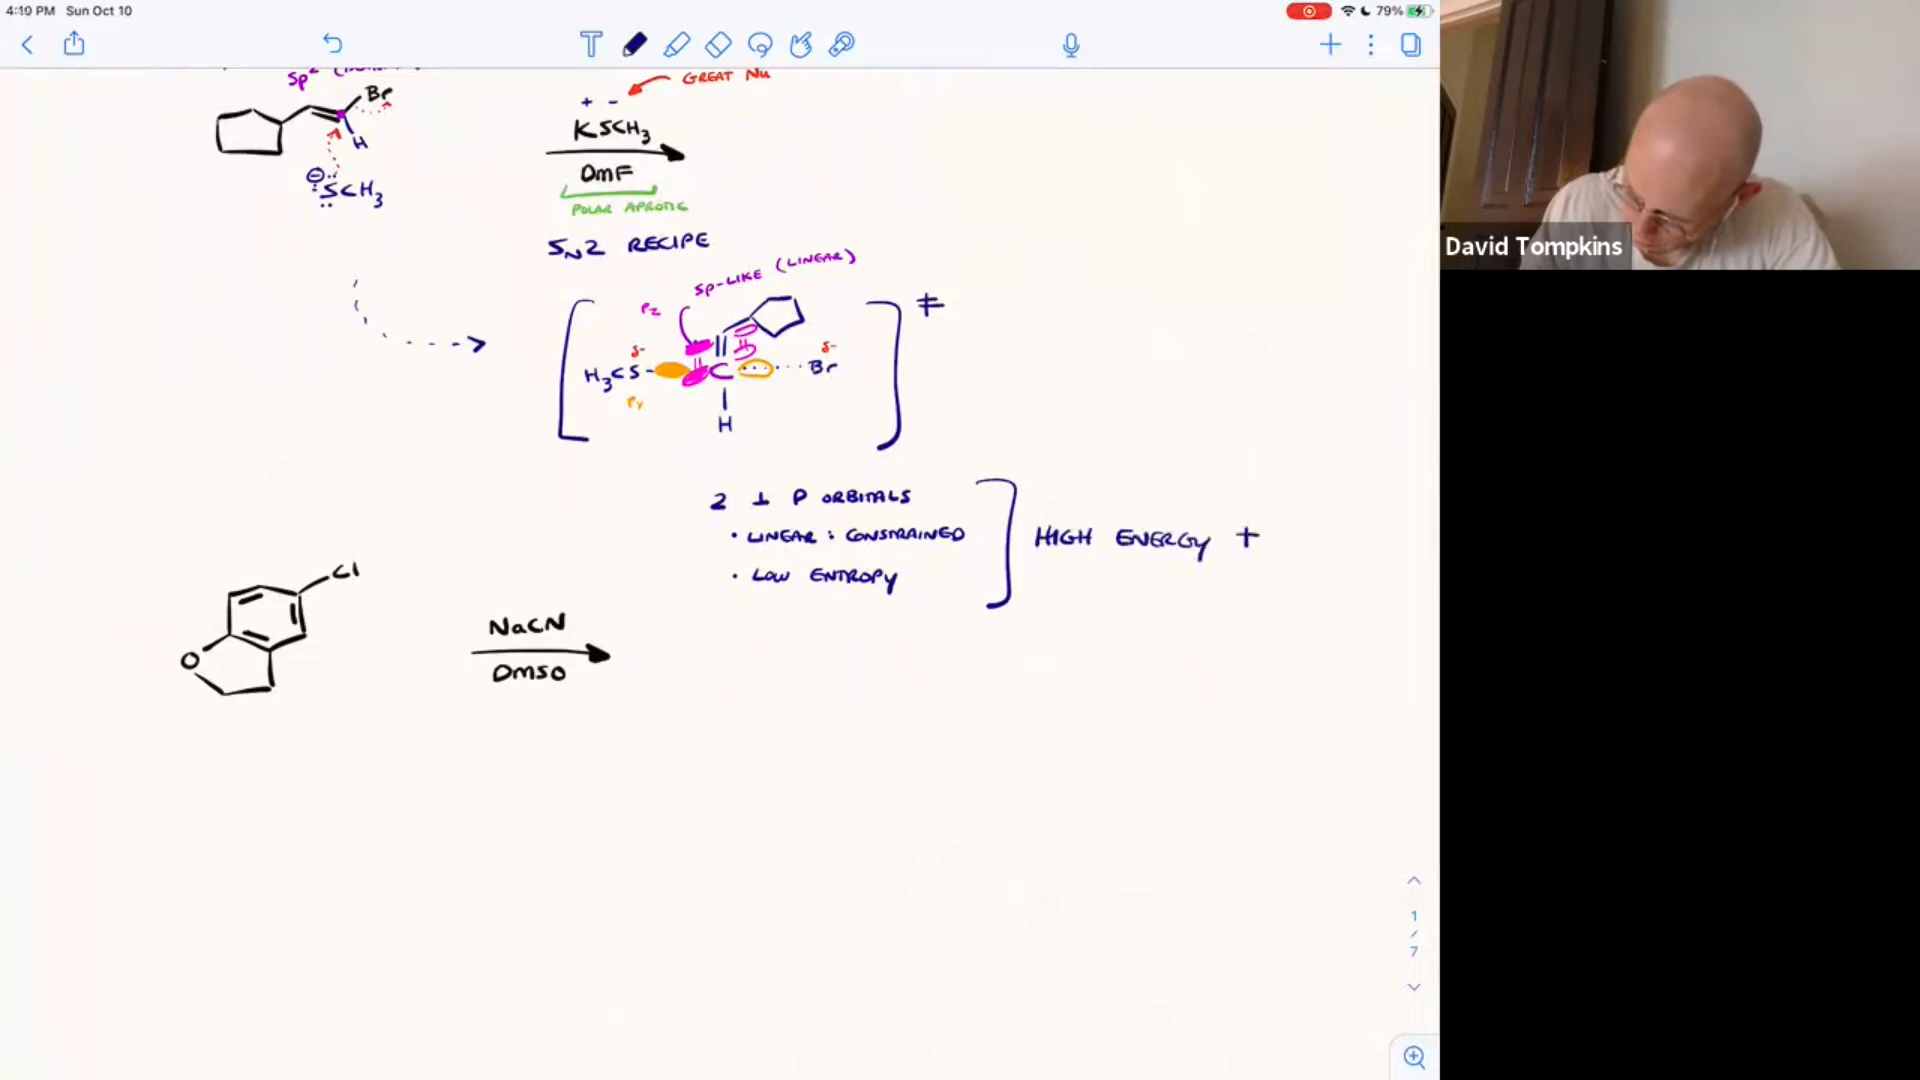 4:10 PM Sun Oct 10
79%
sp²
GREAT Nu
Br
H
⊖
:SCH3
+ -
KSCH3
DMF
POLAR APROTIC
SN2 RECIPE
SP-LIKE (LINEAR)
Pz
≠
δ-
δ-
H3CS
C
Br
Py
H
2 ⊥ P ORBITALS
• LINEAR : CONSTRAINED
• LOW ENTROPY
HIGH ENERGY +
Cl
O
NaCN
DMSO
David Tompkins
1
/
7